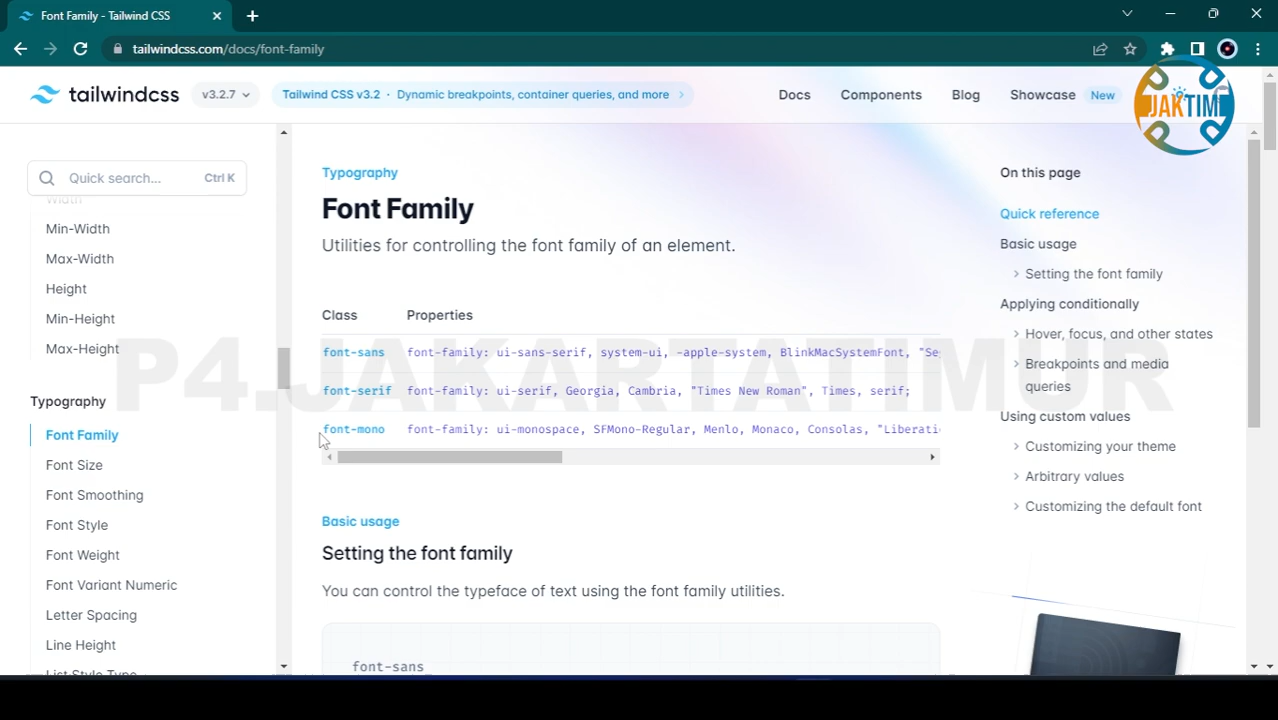 Font Family - Tailwind CSS
tailwindcss.com/docs/font-family
tailwindcss
v3.2.7
Tailwind CSS v3.2 · Dynamic breakpoints, container queries, and more
Docs
Components
Blog
Showcase
New
JAKTIM
Quick search...
Ctrl K
Width
Min-Width
Max-Width
Height
Min-Height
Max-Height
Typography
Font Family
Font Size
Font Smoothing
Font Style
Font Weight
Font Variant Numeric
Letter Spacing
Line Height
List Style Type
Typography
Font Family
Utilities for controlling the font family of an element.
Class Properties
font-sans font-family: ui-sans-serif, system-ui, -apple-system, BlinkMacSystemFont, "Se
font-serif font-family: ui-serif, Georgia, Cambria, "Times New Roman", Times, serif;
font-mono font-family: ui-monospace, SFMono-Regular, Menlo, Monaco, Consolas, "Liberati
P4.JAKARTATIMUR
Basic usage
Setting the font family
You can control the typeface of text using the font family utilities.
font-sans
On this page
Quick reference
Basic usage
Setting the font family
Applying conditionally
Hover, focus, and other states
Breakpoints and media
queries
Using custom values
Customizing your theme
Arbitrary values
Customizing the default font